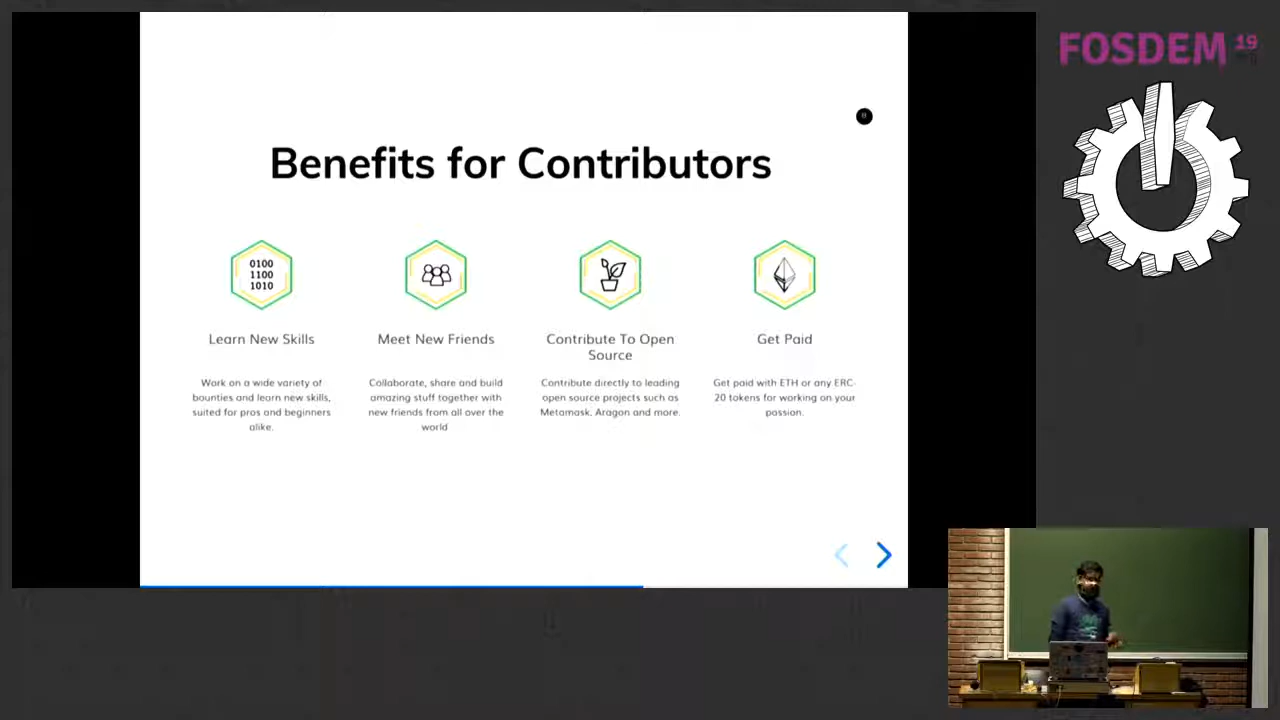 FOSDEM 19
Benefits for Contributors
0100
1100
1010
Learn New Skills
Work on a wide variety of
bounties and learn new skills,
suited for pros and beginners
alike.
Meet New Friends
Collaborate, share and build
amazing stuff together with
new friends from all over the
world
Contribute To Open
Source
Contribute directly to leading
open source projects such as
Metamask, Aragon and more.
Get Paid
Get paid with ETH or any ERC-
20 tokens for working on your
passion.